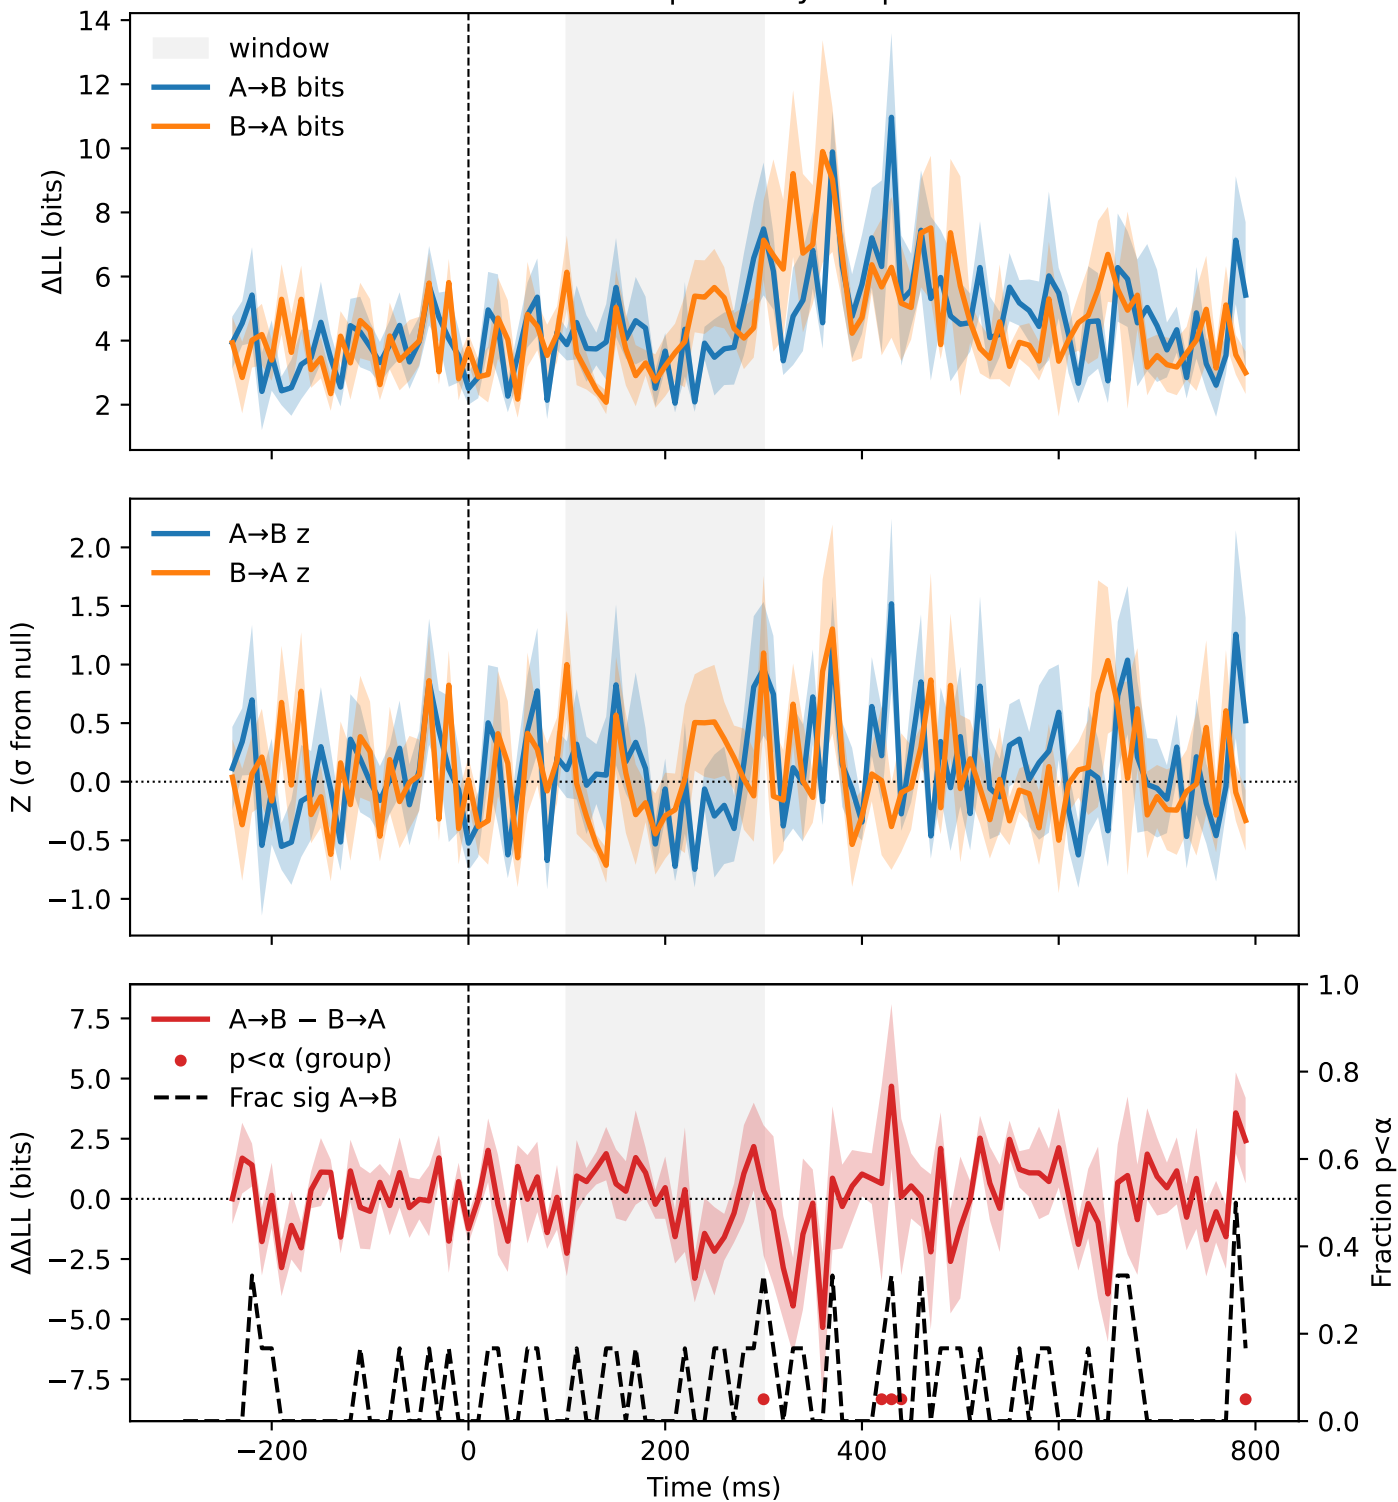 14
12
10
8
6
4
2
ΔLL (bits)
window
A→B bits
B→A bits
2.0
1.5
1.0
0.5
0.0
−0.5
−1.0
Z (σ from null)
A→B z
B→A z
7.5
5.0
2.5
0.0
−2.5
−5.0
−7.5
ΔΔLL (bits)
A→B − B→A
p<α (group)
Frac sig A→B
1.0
0.8
0.6
0.4
0.2
0.0
Fraction p<α
−200 0 200 400 600 800
Time (ms)